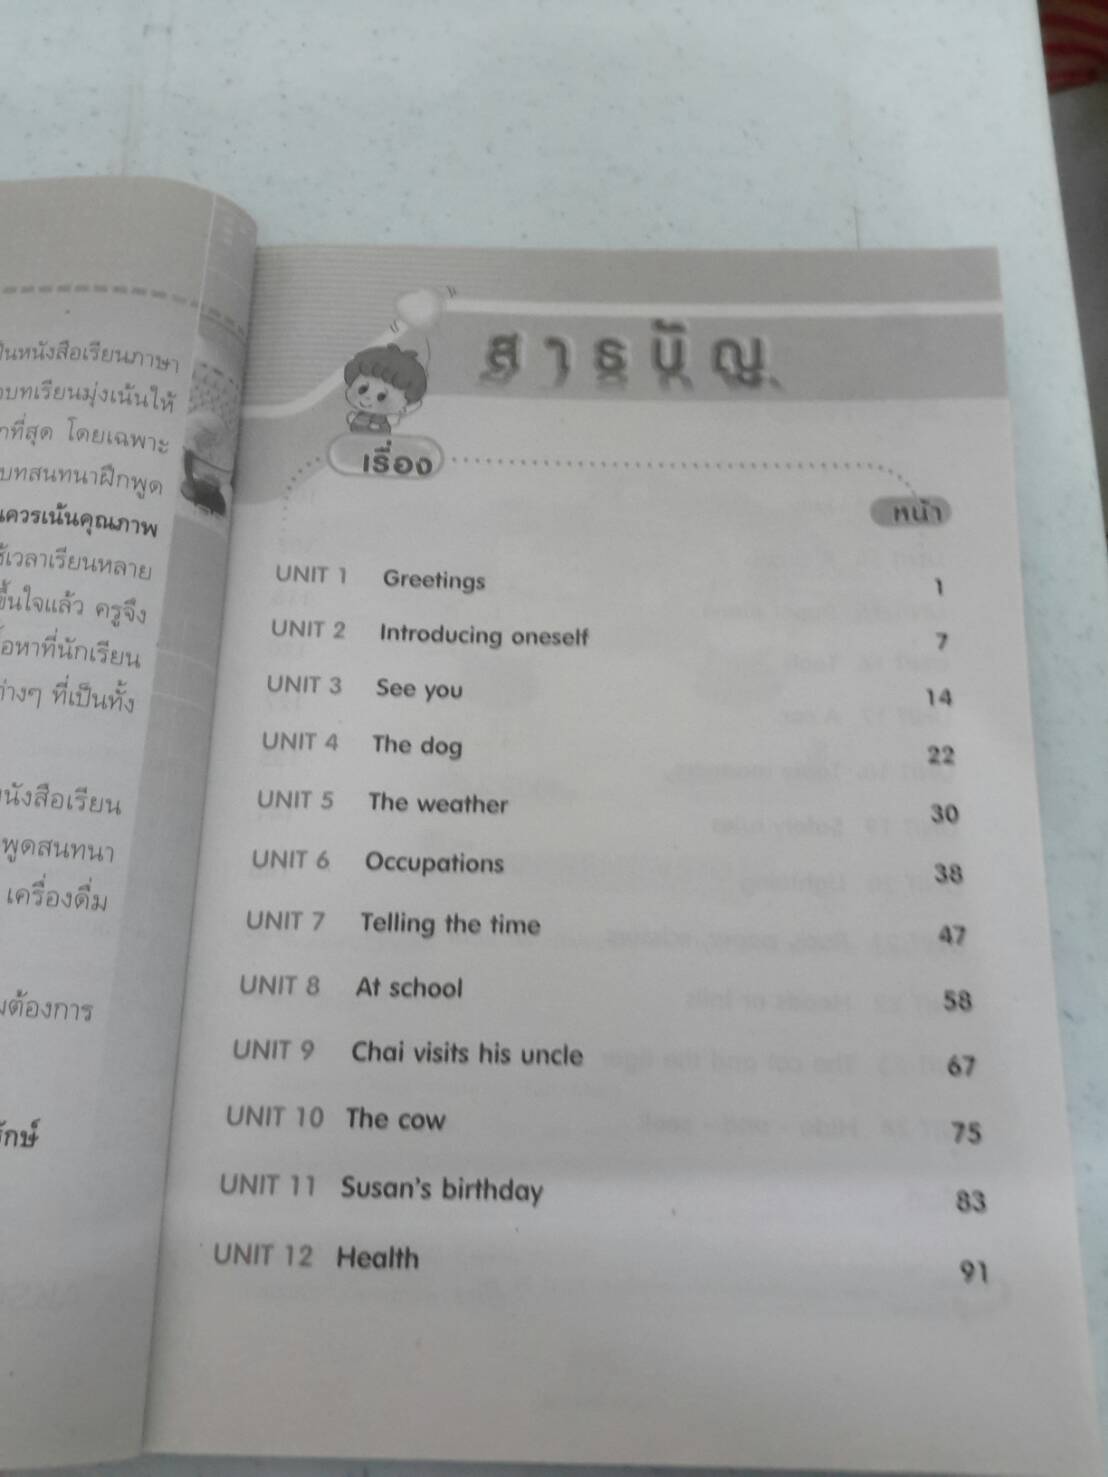 หนังสือเรียนภาษา
บทเรียนมุ่งเน้นให้
ที่สุด โดยเฉพาะ
บทสนทนาฝึกพูด
ควรเน้นคุณภาพ
เวลาเรียนหลาย
ขึ้นใจแล้ว ครูจึง
ที่นักเรียน
ต่างๆ ที่เป็นทั้ง
หนังสือเรียน
พูดสนทนา
เครื่องดื่ม
ต้องการ
สารบัญ
เรื่อง
หน้า
UNIT 1 Greetings 1
UNIT 2 Introducing oneself 7
UNIT 3 See you 14
UNIT 4 The dog 22
UNIT 5 The weather 30
UNIT 6 Occupations 38
UNIT 7 Telling the time 47
UNIT 8 At school 58
UNIT 9 Chai visits his uncle 67
UNIT 10 The cow 75
UNIT 11 Susan's birthday 83
UNIT 12 Health 91